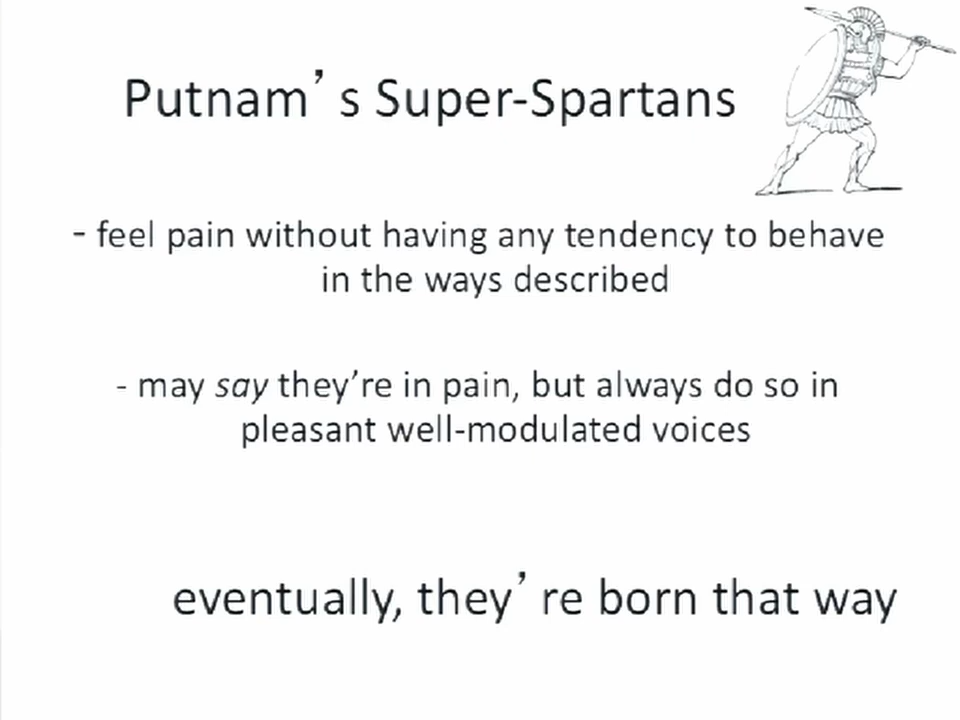 Putnam’s Super-Spartans
- feel pain without having any tendency to behave
in the ways described
- may say they’re in pain, but always do so in
pleasant well-modulated voices
eventually, they’re born that way